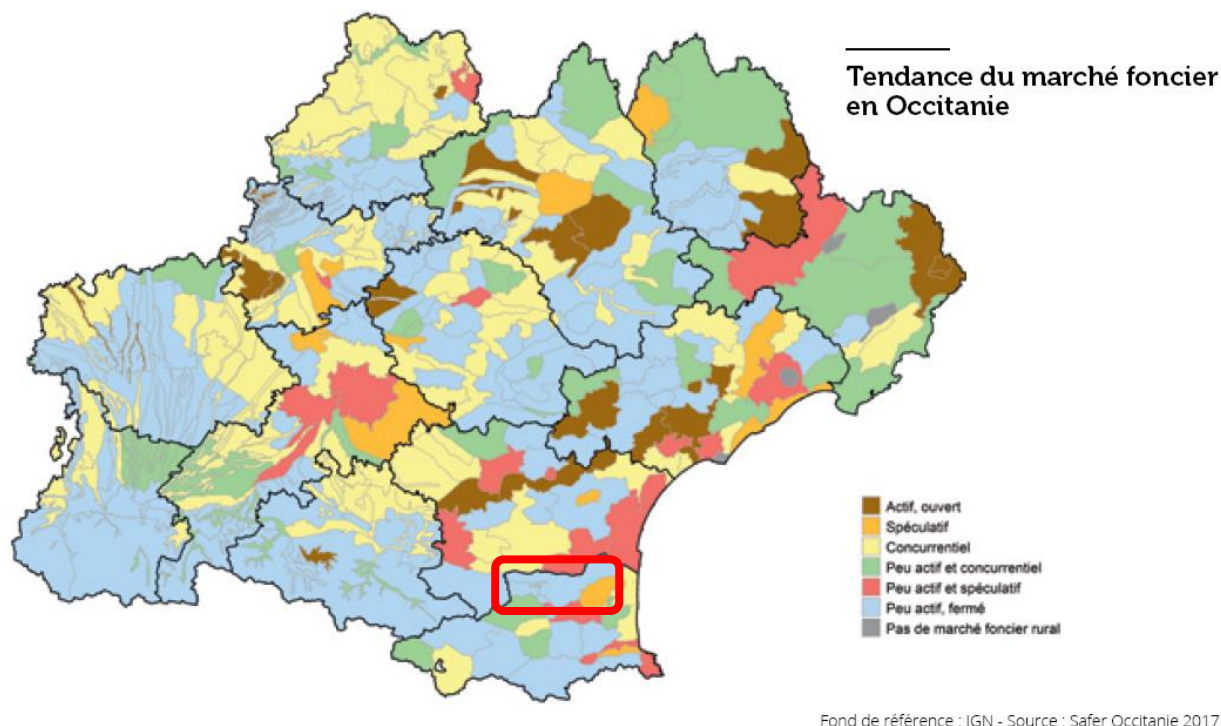 Tendance du marché foncier
en Occitanie
Actif, ouvert
Spéculatif
Concurrentiel
Peu actif et concurrentiel
Peu actif et spéculatif
Peu actif, fermé
Pas de marché foncier rural
Fond de référence : IGN - Source : Safer Occitanie 2017